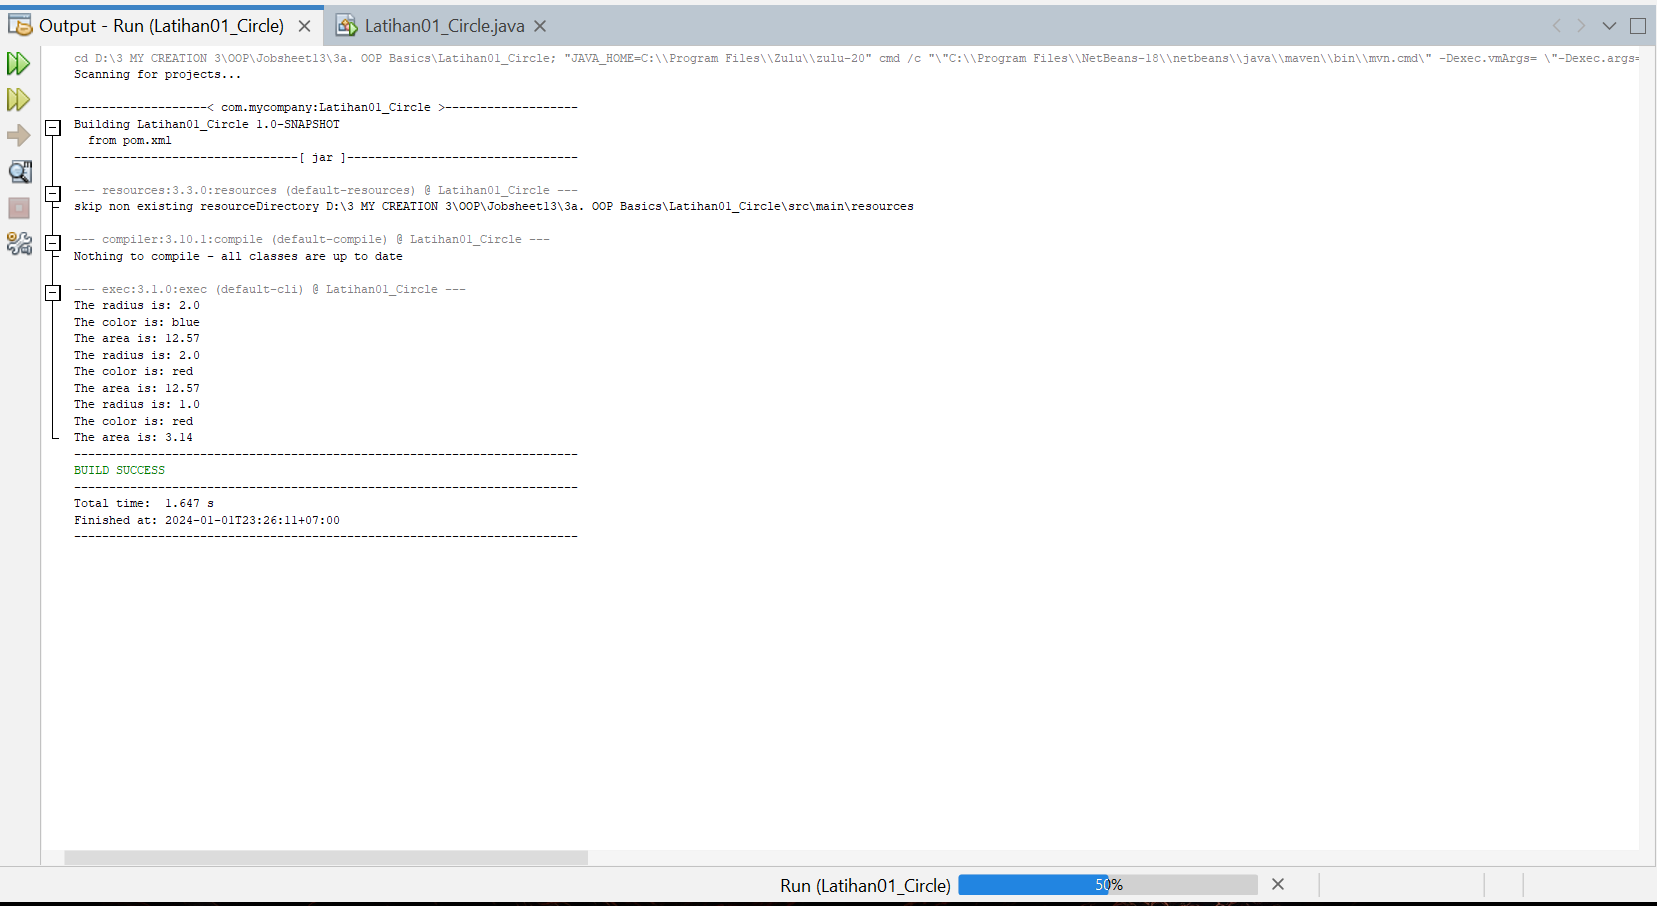 Output - Run (Latihan01_Circle)
Latihan01_Circle.java
cd D:\3 MY CREATION 3\OOP\Jobsheet13\3a. OOP Basics\Latihan01_Circle; "JAVA_HOME=C:\\Program Files\\Zulu\\zulu-20" cmd /c "\"C:\\Program Files\\NetBeans-18\\netbeans\\java\\maven\\bin\\mvn.cmd\" -Dexec.vmArgs= \"-Dexec.args=
Scanning for projects...
-------------------< com.mycompany:Latihan01_Circle >-------------------
Building Latihan01_Circle 1.0-SNAPSHOT
from pom.xml
--------------------------------[ jar ]---------------------------------
--- resources:3.3.0:resources (default-resources) @ Latihan01_Circle ---
skip non existing resourceDirectory D:\3 MY CREATION 3\OOP\Jobsheet13\3a. OOP Basics\Latihan01_Circle\src\main\resources
--- compiler:3.10.1:compile (default-compile) @ Latihan01_Circle ---
Nothing to compile - all classes are up to date
--- exec:3.1.0:exec (default-cli) @ Latihan01_Circle ---
The radius is: 2.0
The color is: blue
The area is: 12.57
The radius is: 2.0
The color is: red
The area is: 12.57
The radius is: 1.0
The color is: red
The area is: 3.14
------------------------------------------------------------------------
BUILD SUCCESS
------------------------------------------------------------------------
Total time:  1.647 s
Finished at: 2024-01-01T23:26:11+07:00
------------------------------------------------------------------------
Run (Latihan01_Circle)
50%